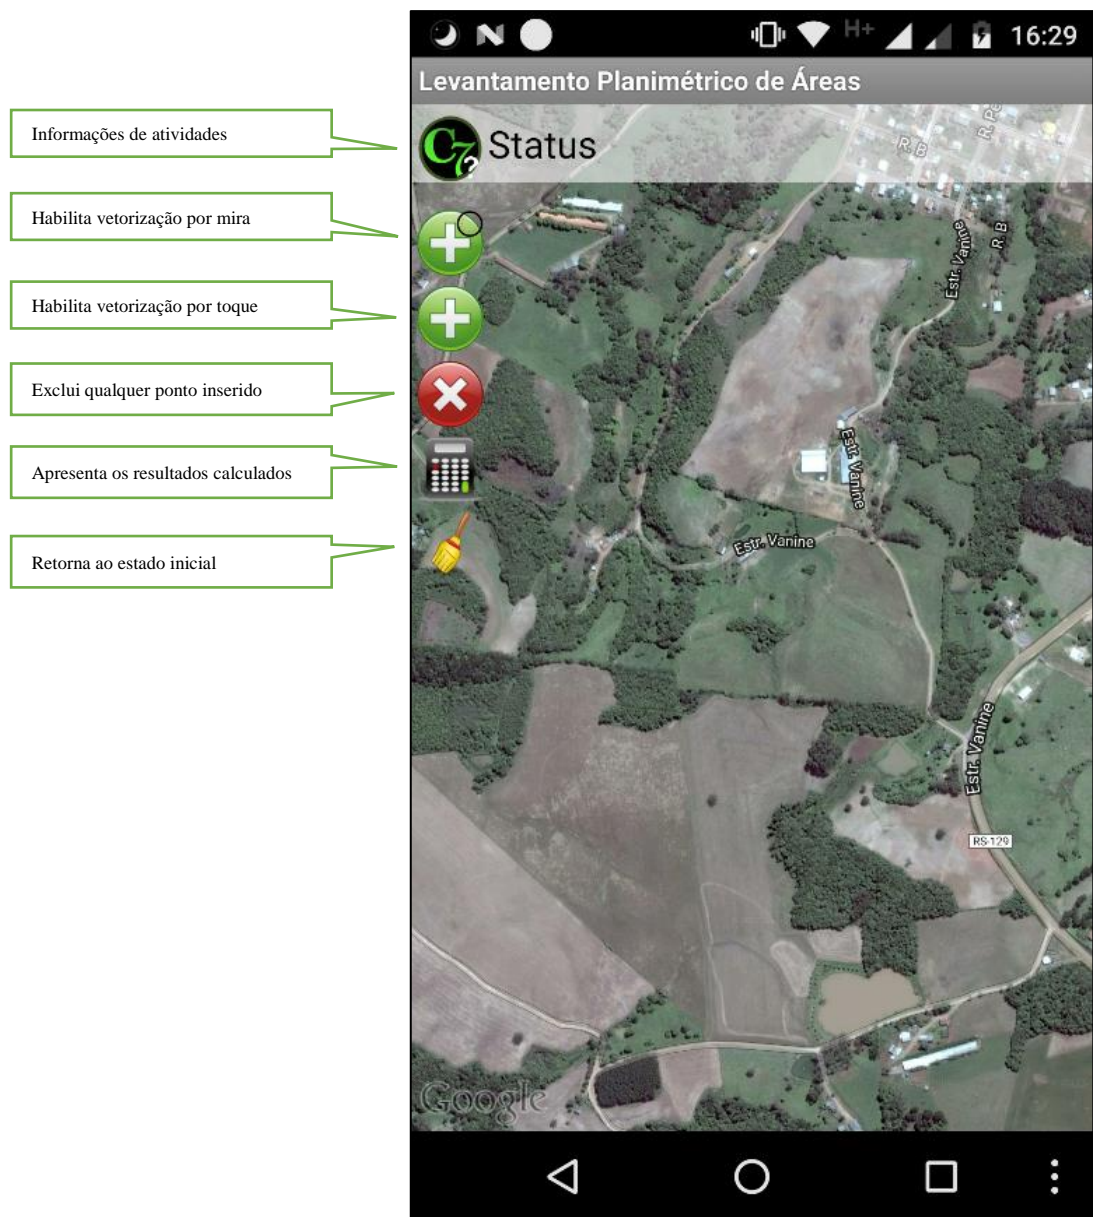 H+ 16:29
Levantamento Planimétrico de Áreas
Informações de atividades
C7? Status
R. B
Habilita vetorização por mira
Estr. Vanine
R. B
Habilita vetorização por toque
Exclui qualquer ponto inserido
Apresenta os resultados calculados
Estr. Vanine
Retorna ao estado inicial
Estr. Vanine
Estr. Vanine
RS-129
Google